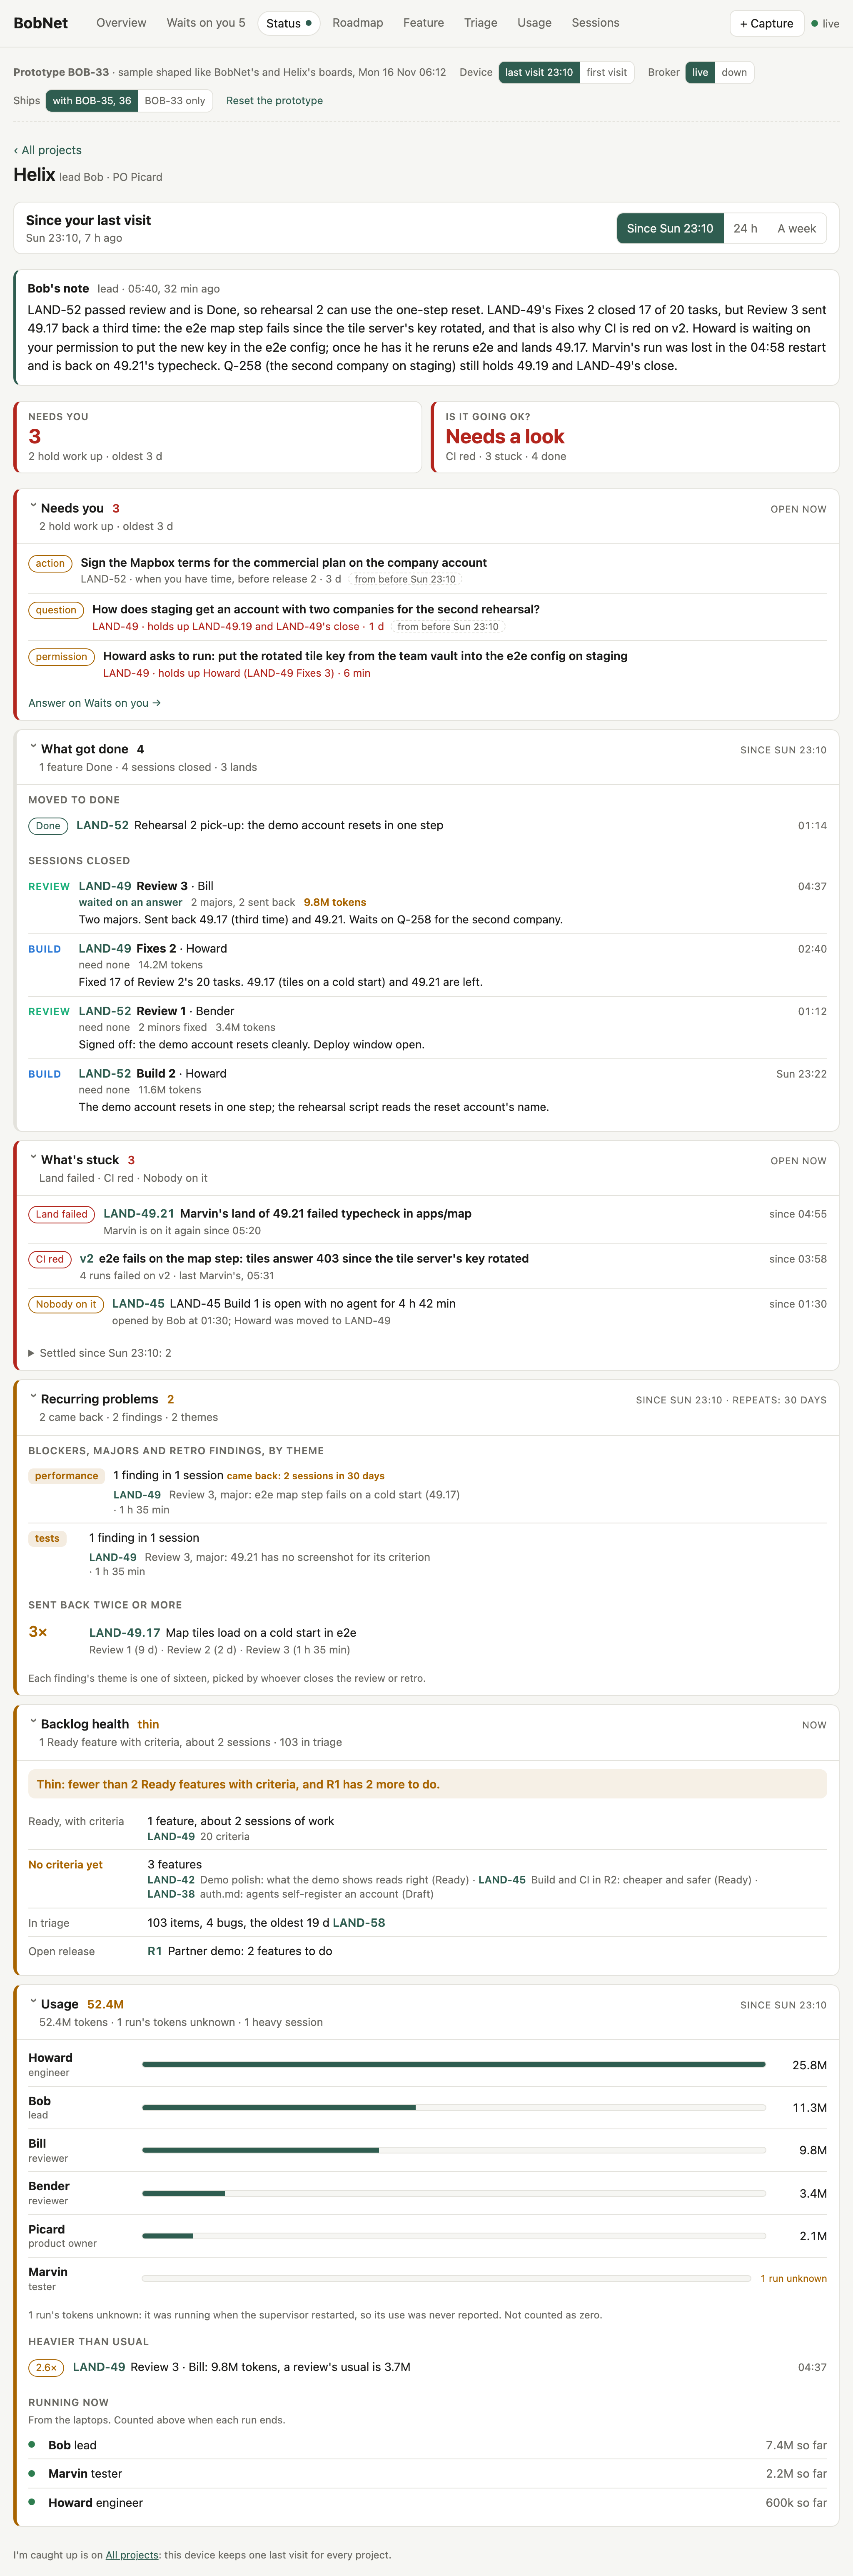 BobNet Overview Waits on you 5 Status Roadmap Feature Triage Usage Sessions + Capture live
Prototype BOB-33 · sample shaped like BobNet's and Helix's boards, Mon 16 Nov 06:12 Device last visit 23:10 first visit Broker live down
Ships with BOB-35, 36 BOB-33 only Reset the prototype
‹ All projects
Helix lead Bob · PO Picard
Since your last visit
Sun 23:10, 7 h ago
Since Sun 23:10 24 h A week
Bob's note lead · 05:40, 32 min ago
LAND-52 passed review and is Done, so rehearsal 2 can use the one-step reset. LAND-49's Fixes 2 closed 17 of 20 tasks, but Review 3 sent
49.17 back a third time: the e2e map step fails since the tile server's key rotated, and that is also why CI is red on v2. Howard is waiting on
your permission to put the new key in the e2e config; once he has it he reruns e2e and lands 49.17. Marvin's run was lost in the 04:58 restart
and is back on 49.21's typecheck. Q-258 (the second company on staging) still holds 49.19 and LAND-49's close.
NEEDS YOU
3
2 hold work up · oldest 3 d
IS IT GOING OK?
Needs a look
CI red · 3 stuck · 4 done
Needs you 3 OPEN NOW
2 hold work up · oldest 3 d
action Sign the Mapbox terms for the commercial plan on the company account
LAND-52 · when you have time, before release 2 · 3 d from before Sun 23:10
question How does staging get an account with two companies for the second rehearsal?
LAND-49 · holds up LAND-49.19 and LAND-49's close · 1 d from before Sun 23:10
permission Howard asks to run: put the rotated tile key from the team vault into the e2e config on staging
LAND-49 · holds up Howard (LAND-49 Fixes 3) · 6 min
Answer on Waits on you →
What got done 4 SINCE SUN 23:10
1 feature Done · 4 sessions closed · 3 lands
MOVED TO DONE
Done LAND-52 Rehearsal 2 pick-up: the demo account resets in one step 01:14
SESSIONS CLOSED
REVIEW LAND-49 Review 3 · Bill 04:37
waited on an answer 2 majors, 2 sent back 9.8M tokens
Two majors. Sent back 49.17 (third time) and 49.21. Waits on Q-258 for the second company.
BUILD LAND-49 Fixes 2 · Howard 02:40
need none 14.2M tokens
Fixed 17 of Review 2's 20 tasks. 49.17 (tiles on a cold start) and 49.21 are left.
REVIEW LAND-52 Review 1 · Bender 01:12
need none 2 minors fixed 3.4M tokens
Signed off: the demo account resets cleanly. Deploy window open.
BUILD LAND-52 Build 2 · Howard Sun 23:22
need none 11.6M tokens
The demo account resets in one step; the rehearsal script reads the reset account's name.
What's stuck 3 OPEN NOW
Land failed · CI red · Nobody on it
Land failed LAND-49.21 Marvin's land of 49.21 failed typecheck in apps/map since 04:55
Marvin is on it again since 05:20
CI red v2 e2e fails on the map step: tiles answer 403 since the tile server's key rotated since 03:58
4 runs failed on v2 · last Marvin's, 05:31
Nobody on it LAND-45 LAND-45 Build 1 is open with no agent for 4 h 42 min since 01:30
opened by Bob at 01:30; Howard was moved to LAND-49
Settled since Sun 23:10: 2
Recurring problems 2 SINCE SUN 23:10 · REPEATS: 30 DAYS
2 came back · 2 findings · 2 themes
BLOCKERS, MAJORS AND RETRO FINDINGS, BY THEME
performance 1 finding in 1 session came back: 2 sessions in 30 days
LAND-49 Review 3, major: e2e map step fails on a cold start (49.17)
· 1 h 35 min
tests 1 finding in 1 session
LAND-49 Review 3, major: 49.21 has no screenshot for its criterion
· 1 h 35 min
SENT BACK TWICE OR MORE
3× LAND-49.17 Map tiles load on a cold start in e2e
Review 1 (9 d) · Review 2 (2 d) · Review 3 (1 h 35 min)
Each finding's theme is one of sixteen, picked by whoever closes the review or retro.
Backlog health thin NOW
1 Ready feature with criteria, about 2 sessions · 103 in triage
Thin: fewer than 2 Ready features with criteria, and R1 has 2 more to do.
Ready, with criteria 1 feature, about 2 sessions of work
LAND-49 20 criteria
No criteria yet 3 features
LAND-42 Demo polish: what the demo shows reads right (Ready) · LAND-45 Build and CI in R2: cheaper and safer (Ready) ·
LAND-38 auth.md: agents self-register an account (Draft)
In triage 103 items, 4 bugs, the oldest 19 d LAND-58
Open release R1 Partner demo: 2 features to do
Usage 52.4M SINCE SUN 23:10
52.4M tokens · 1 run's tokens unknown · 1 heavy session
Howard 25.8M
engineer
Bob 11.3M
lead
Bill 9.8M
reviewer
Bender 3.4M
reviewer
Picard 2.1M
product owner
Marvin 1 run unknown
tester
1 run's tokens unknown: it was running when the supervisor restarted, so its use was never reported. Not counted as zero.
HEAVIER THAN USUAL
2.6× LAND-49 Review 3 · Bill: 9.8M tokens, a review's usual is 3.7M 04:37
RUNNING NOW
From the laptops. Counted above when each run ends.
Bob lead 7.4M so far
Marvin tester 2.2M so far
Howard engineer 600k so far
I'm caught up is on All projects: this device keeps one last visit for every project.